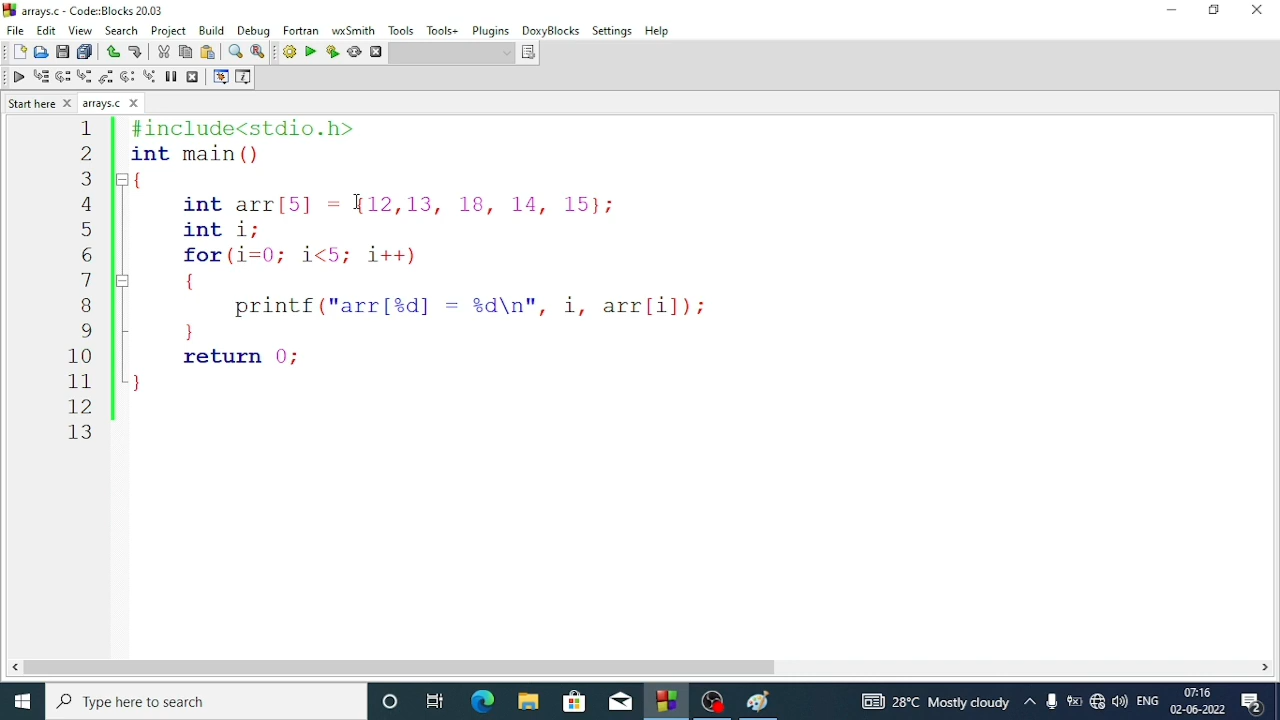 arrays.c - Code::Blocks 20.03
File Edit View Search Project Build Debug Fortran wxSmith Tools Tools+ Plugins DoxyBlocks Settings Help
Start here arrays.c
1 #include<stdio.h>
2 int main()
3 {
4 int arr[5] = {12,13, 18, 14, 15};
5 int i;
6 for(i=0; i<5; i++)
7 {
8 printf("arr[%d] = %d\n", i, arr[i]);
9 }
10 return 0;
11 }
12
13
Type here to search 28°C Mostly cloudy ENG 07:16
02-06-2022 2